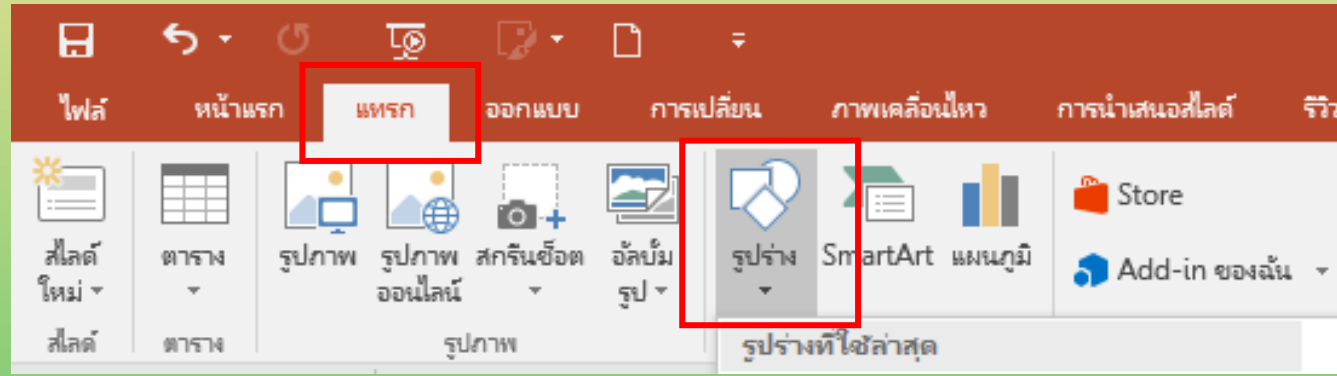 ไฟล์ หน้าแรก แทรก ออกแบบ การเปลี่ยน ภาพเคลื่อนไหว การนำเสนอสไลด์
สไลด์ ตาราง รูปภาพ รูปภาพ สกรีนช็อต อัลบั้ม รูปร่าง SmartArt แผนภูมิ Store
ใหม่ ออนไลน์ รูป Add-in ของฉัน
สไลด์ ตาราง รูปภาพ รูปร่างที่ใช้ล่าสุด